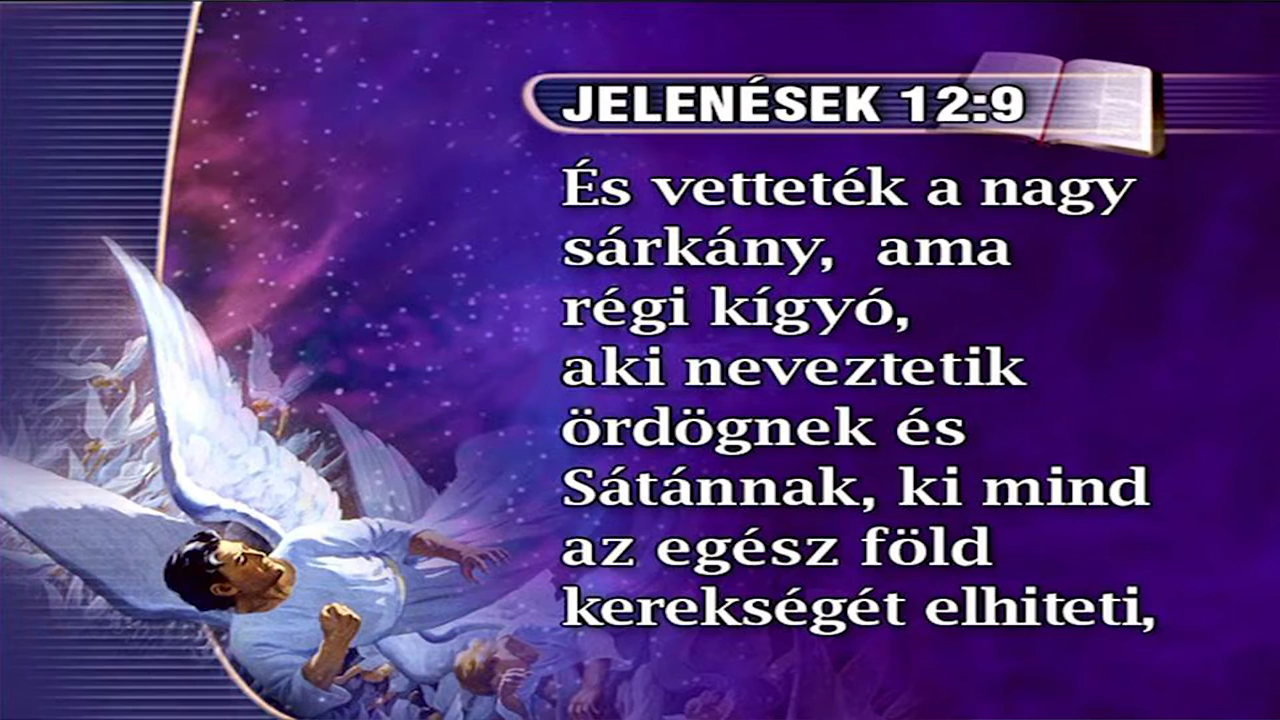 JELENÉSEK 12:9
És vetteték a nagy
sárkány, ama
régi kígyó,
aki neveztetik
ördögnek és
Sátánnak, ki mind
az egész föld
kerekségét elhiteti,